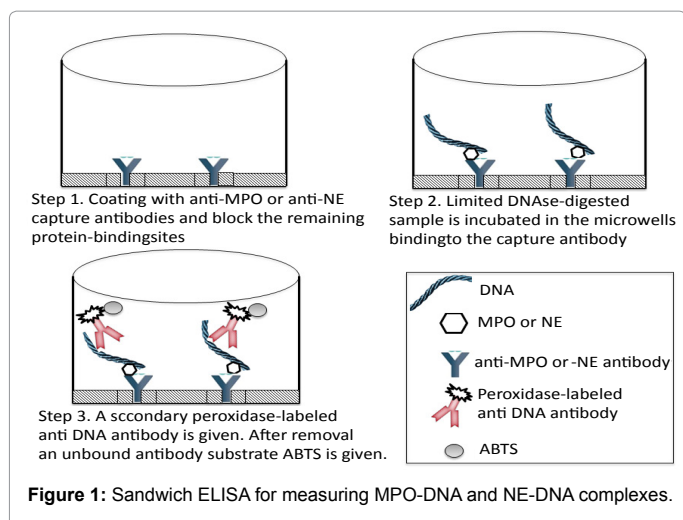 Step 1. Coating with anti-MPO or anti-NE
capture antibodies and block the remaining
protein-bindingsites
Step 2. Limited DNAse-digested
sample is incubated in the microwells
bindingto the capture antibody
Step 3. A sccondary peroxidase-labeled
anti DNA antibody is given. After removal
an unbound antibody substrate ABTS is given.
DNA
MPO or NE
anti-MPO or -NE antibody
Peroxidase-labeled
anti DNA antibody
ABTS
Figure 1: Sandwich ELISA for measuring MPO-DNA and NE-DNA complexes.